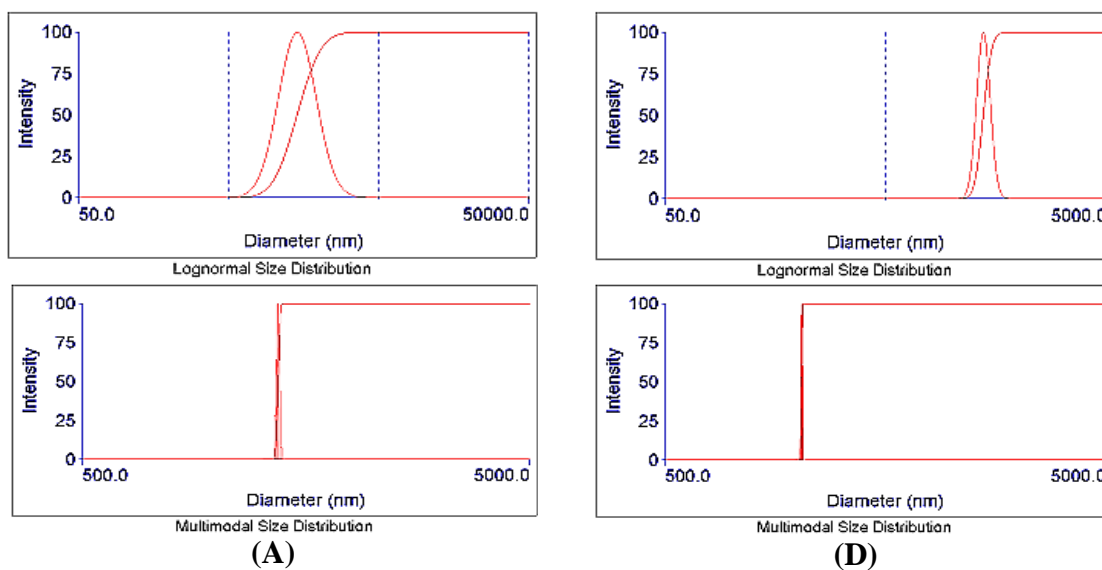 100
75
50
25
0
Intensity
50.0
50000.0
Diameter (nm)
Lognormal Size Distribution
100
75
50
25
0
Intensity
500.0
5000.0
Diameter (nm)
Multimodal Size Distribution
(A)
100
75
50
25
0
Intensity
50.0
5000.0
Diameter (nm)
Lognormal Size Distribution
100
75
50
25
0
Intensity
500.0
5000.0
Diameter (nm)
Multimodal Size Distribution
(D)